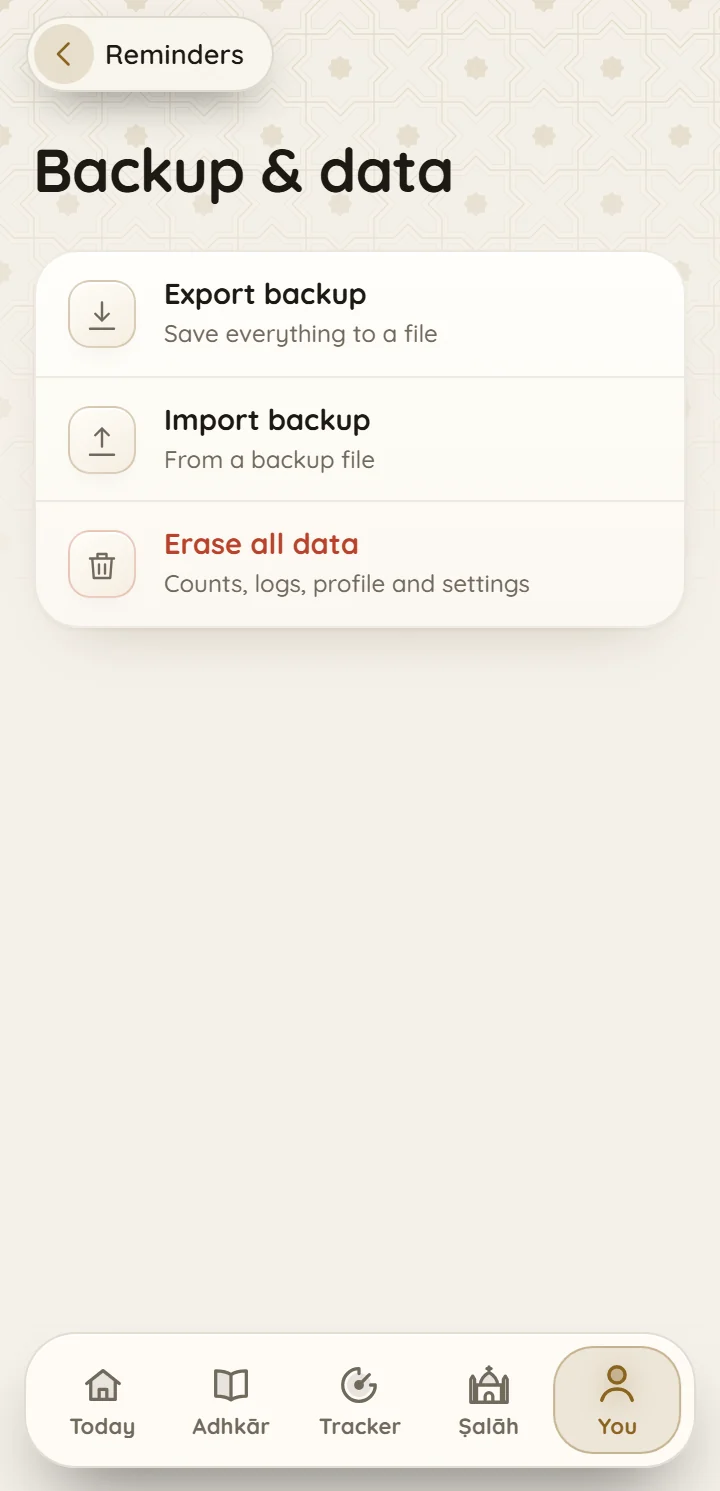 Reminders
Backup & data
Export backup
Save everything to a file
Import backup
From a backup file
Erase all data
Counts, logs, profile and settings
Today
Adhkār
Tracker
Ṣalāh
You